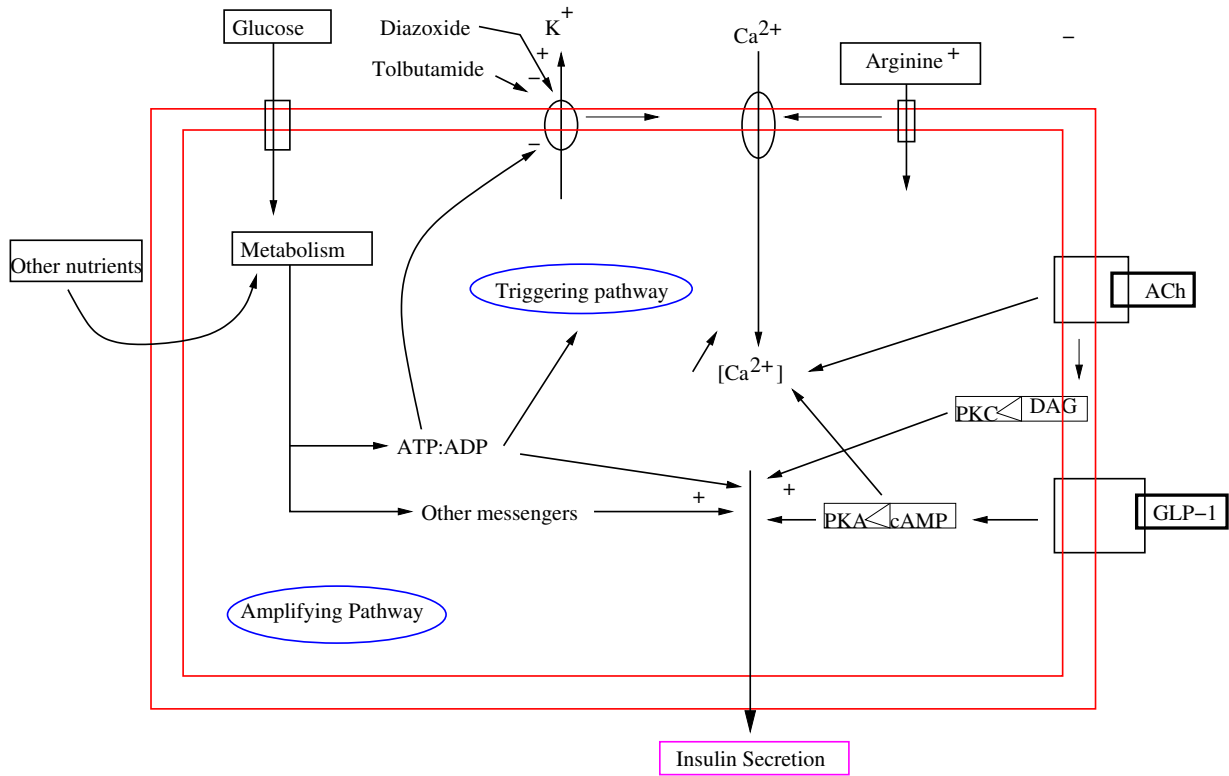 Glucose
Diazoxide
K+
Ca2+
−
+
Tolbutamide
−
Arginine +
−
Metabolism
Other nutrients
Triggering pathway
ACh
[Ca2+]
PKC DAG
ATP:ADP
+
+
Other messengers
PKA cAMP
GLP−1
Amplifying Pathway
Insulin Secretion